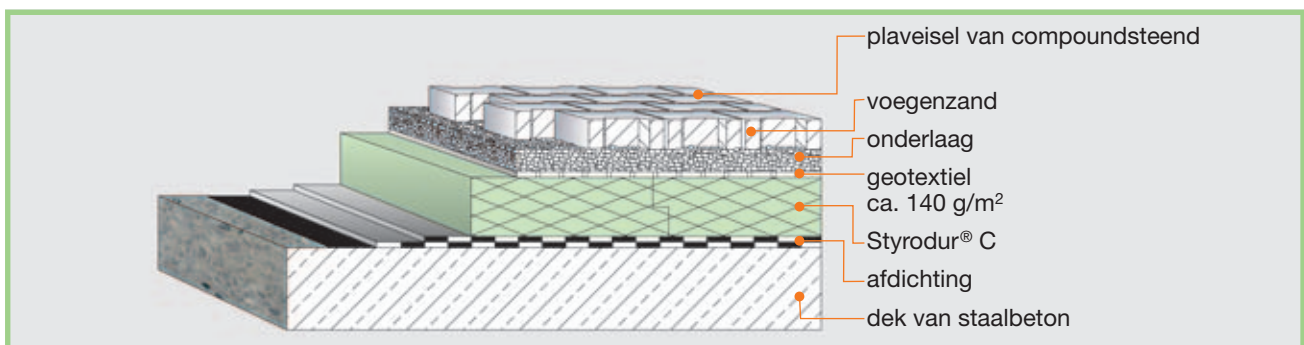 plaveisel van compoundsteend
voegenzand
onderlaag
geotextiel
ca. 140 g/m²
Styrodur® C
afdichting
dek van staalbeton